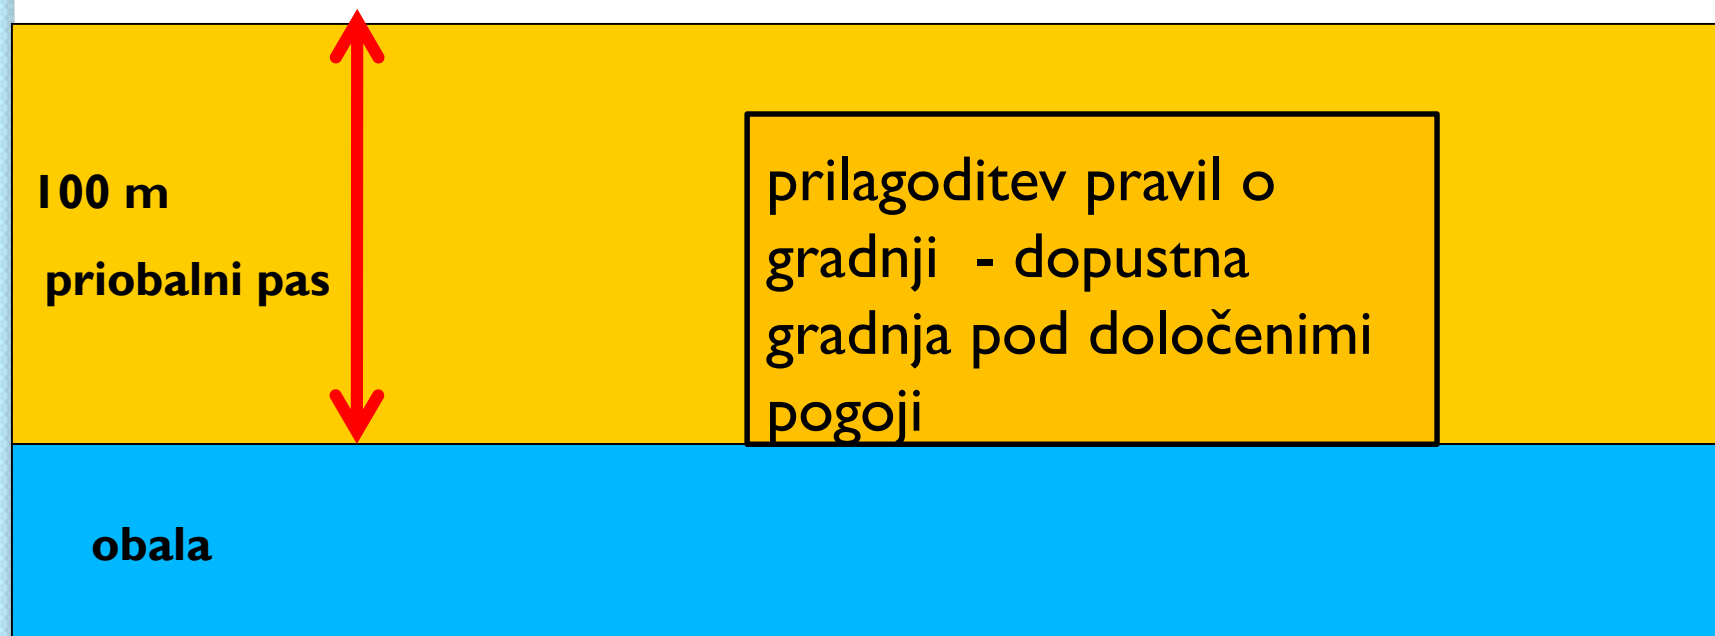 100 m
priobalni pas
prilagoditev pravil o
gradnji - dopustna
gradnja pod določenimi
pogoji
obala